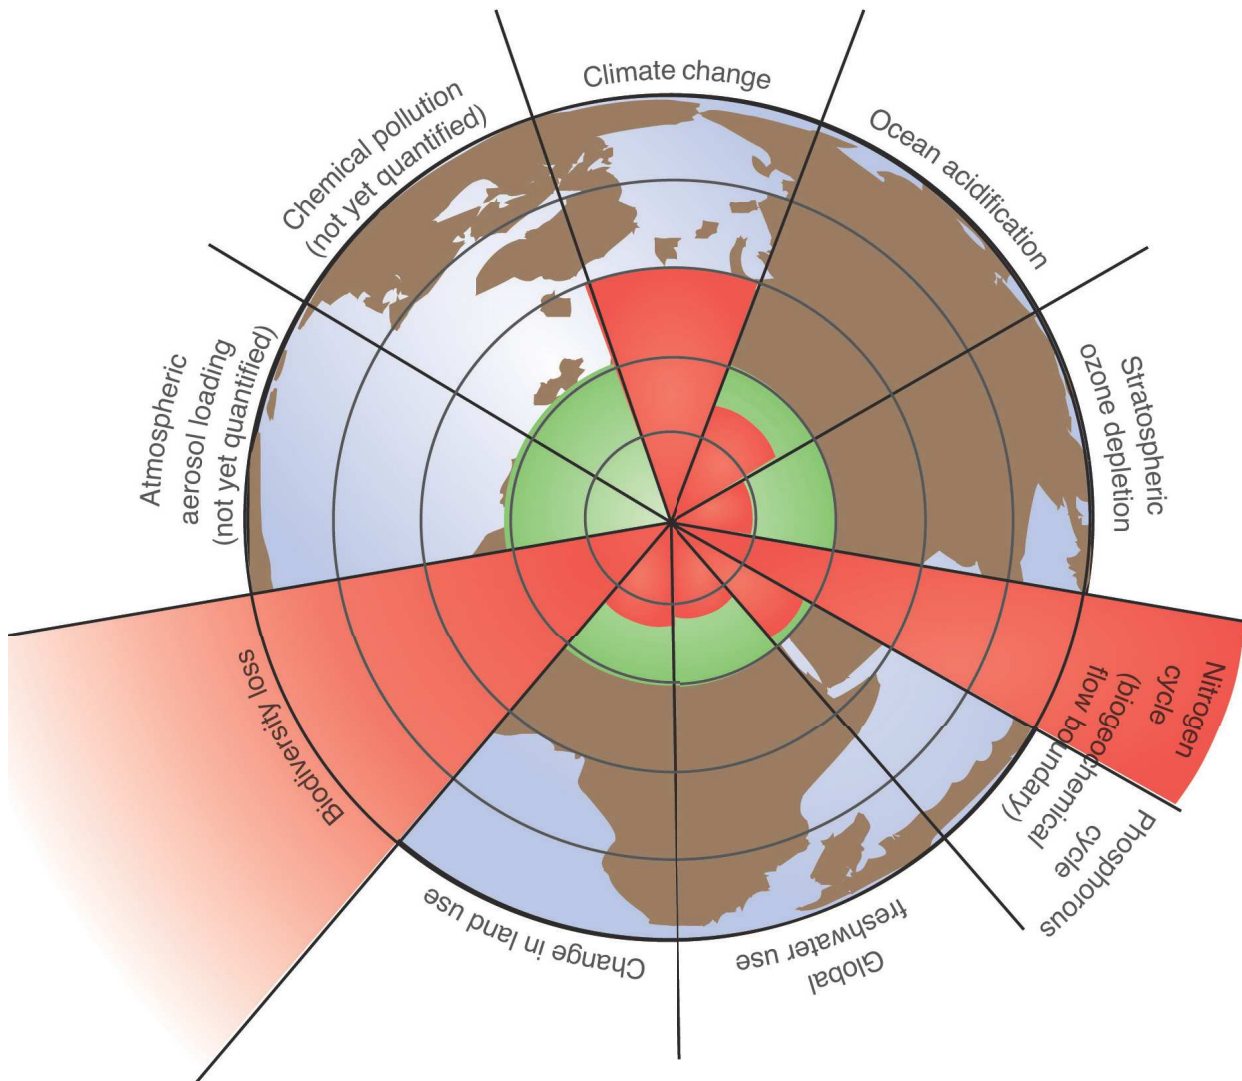 Climate change
Ocean acidification
Stratospheric
ozone depletion
Nitrogen
cycle
(biogeochemical
flow boundary)
Phosphorous
cycle
Global
freshwater use
Change in land use
Biodiversity loss
Atmospheric
aerosol loading
(not yet quantified)
Chemical pollution
(not yet quantified)